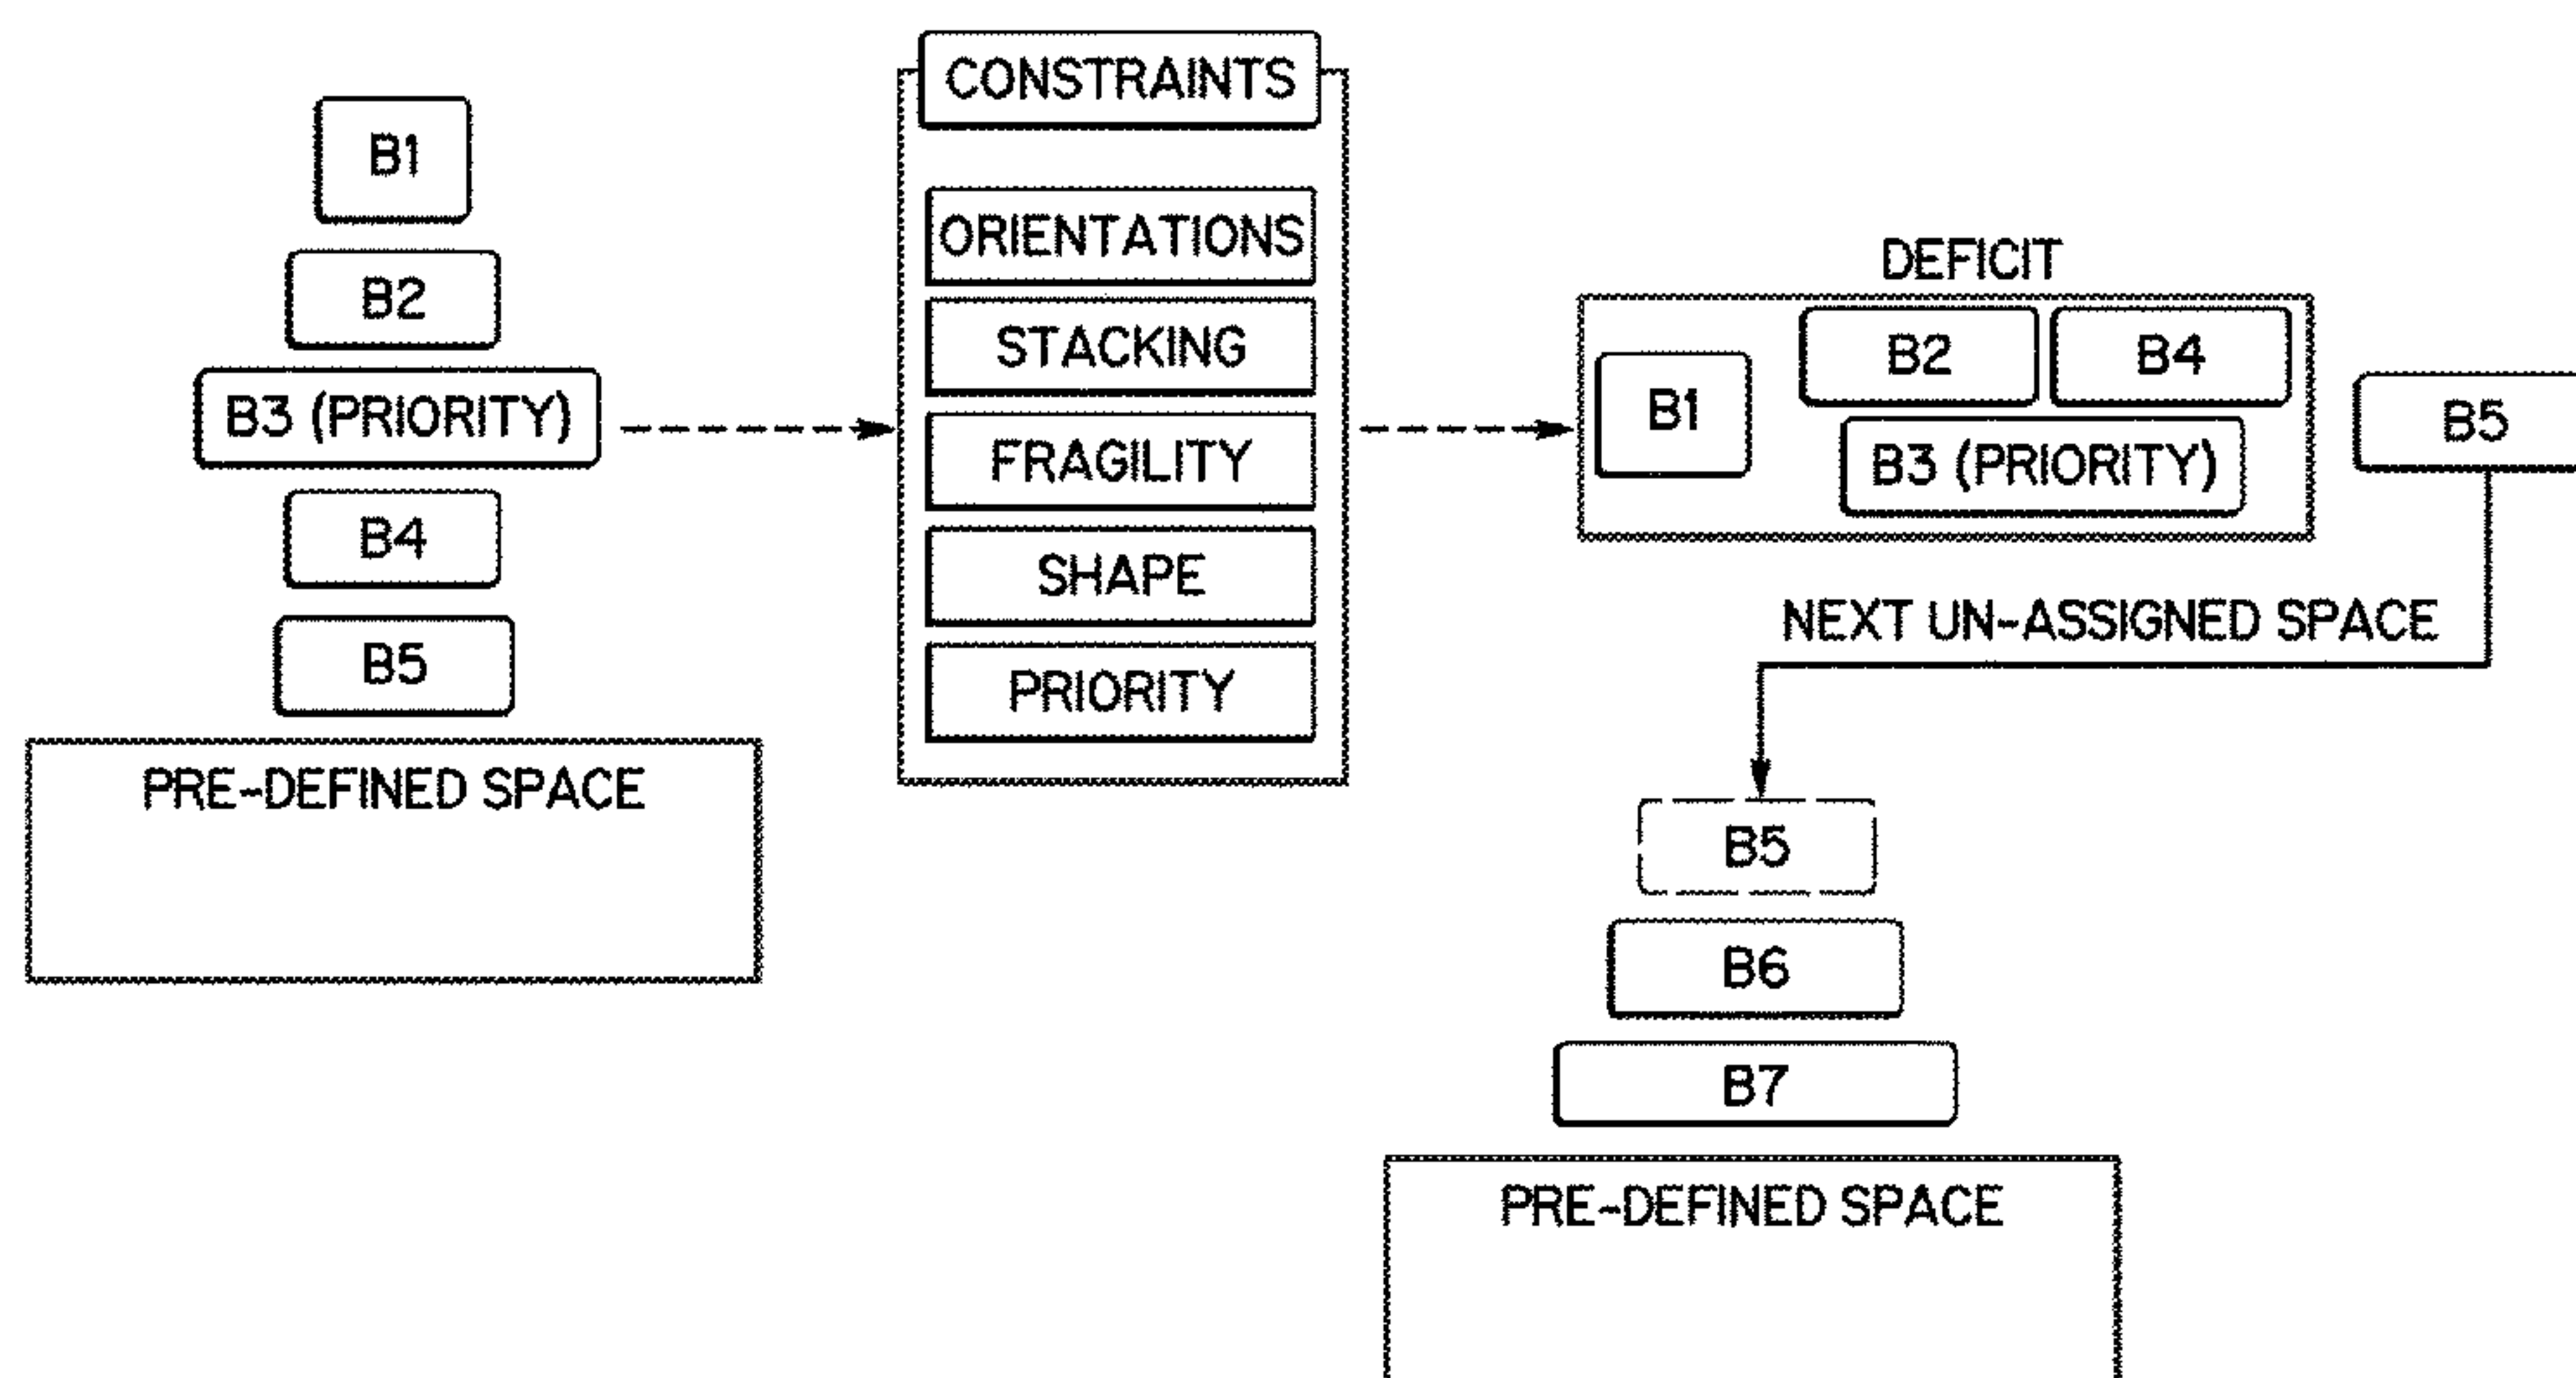 B1
B2
B3 (PRIORITY)
B4
B5
PRE-DEFINED SPACE
CONSTRAINTS
ORIENTATIONS
STACKING
FRAGILITY
SHAPE
PRIORITY
DEFICIT
B1
B2
B4
B3 (PRIORITY)
B5
NEXT UN-ASSIGNED SPACE
B5
B6
B7
PRE-DEFINED SPACE